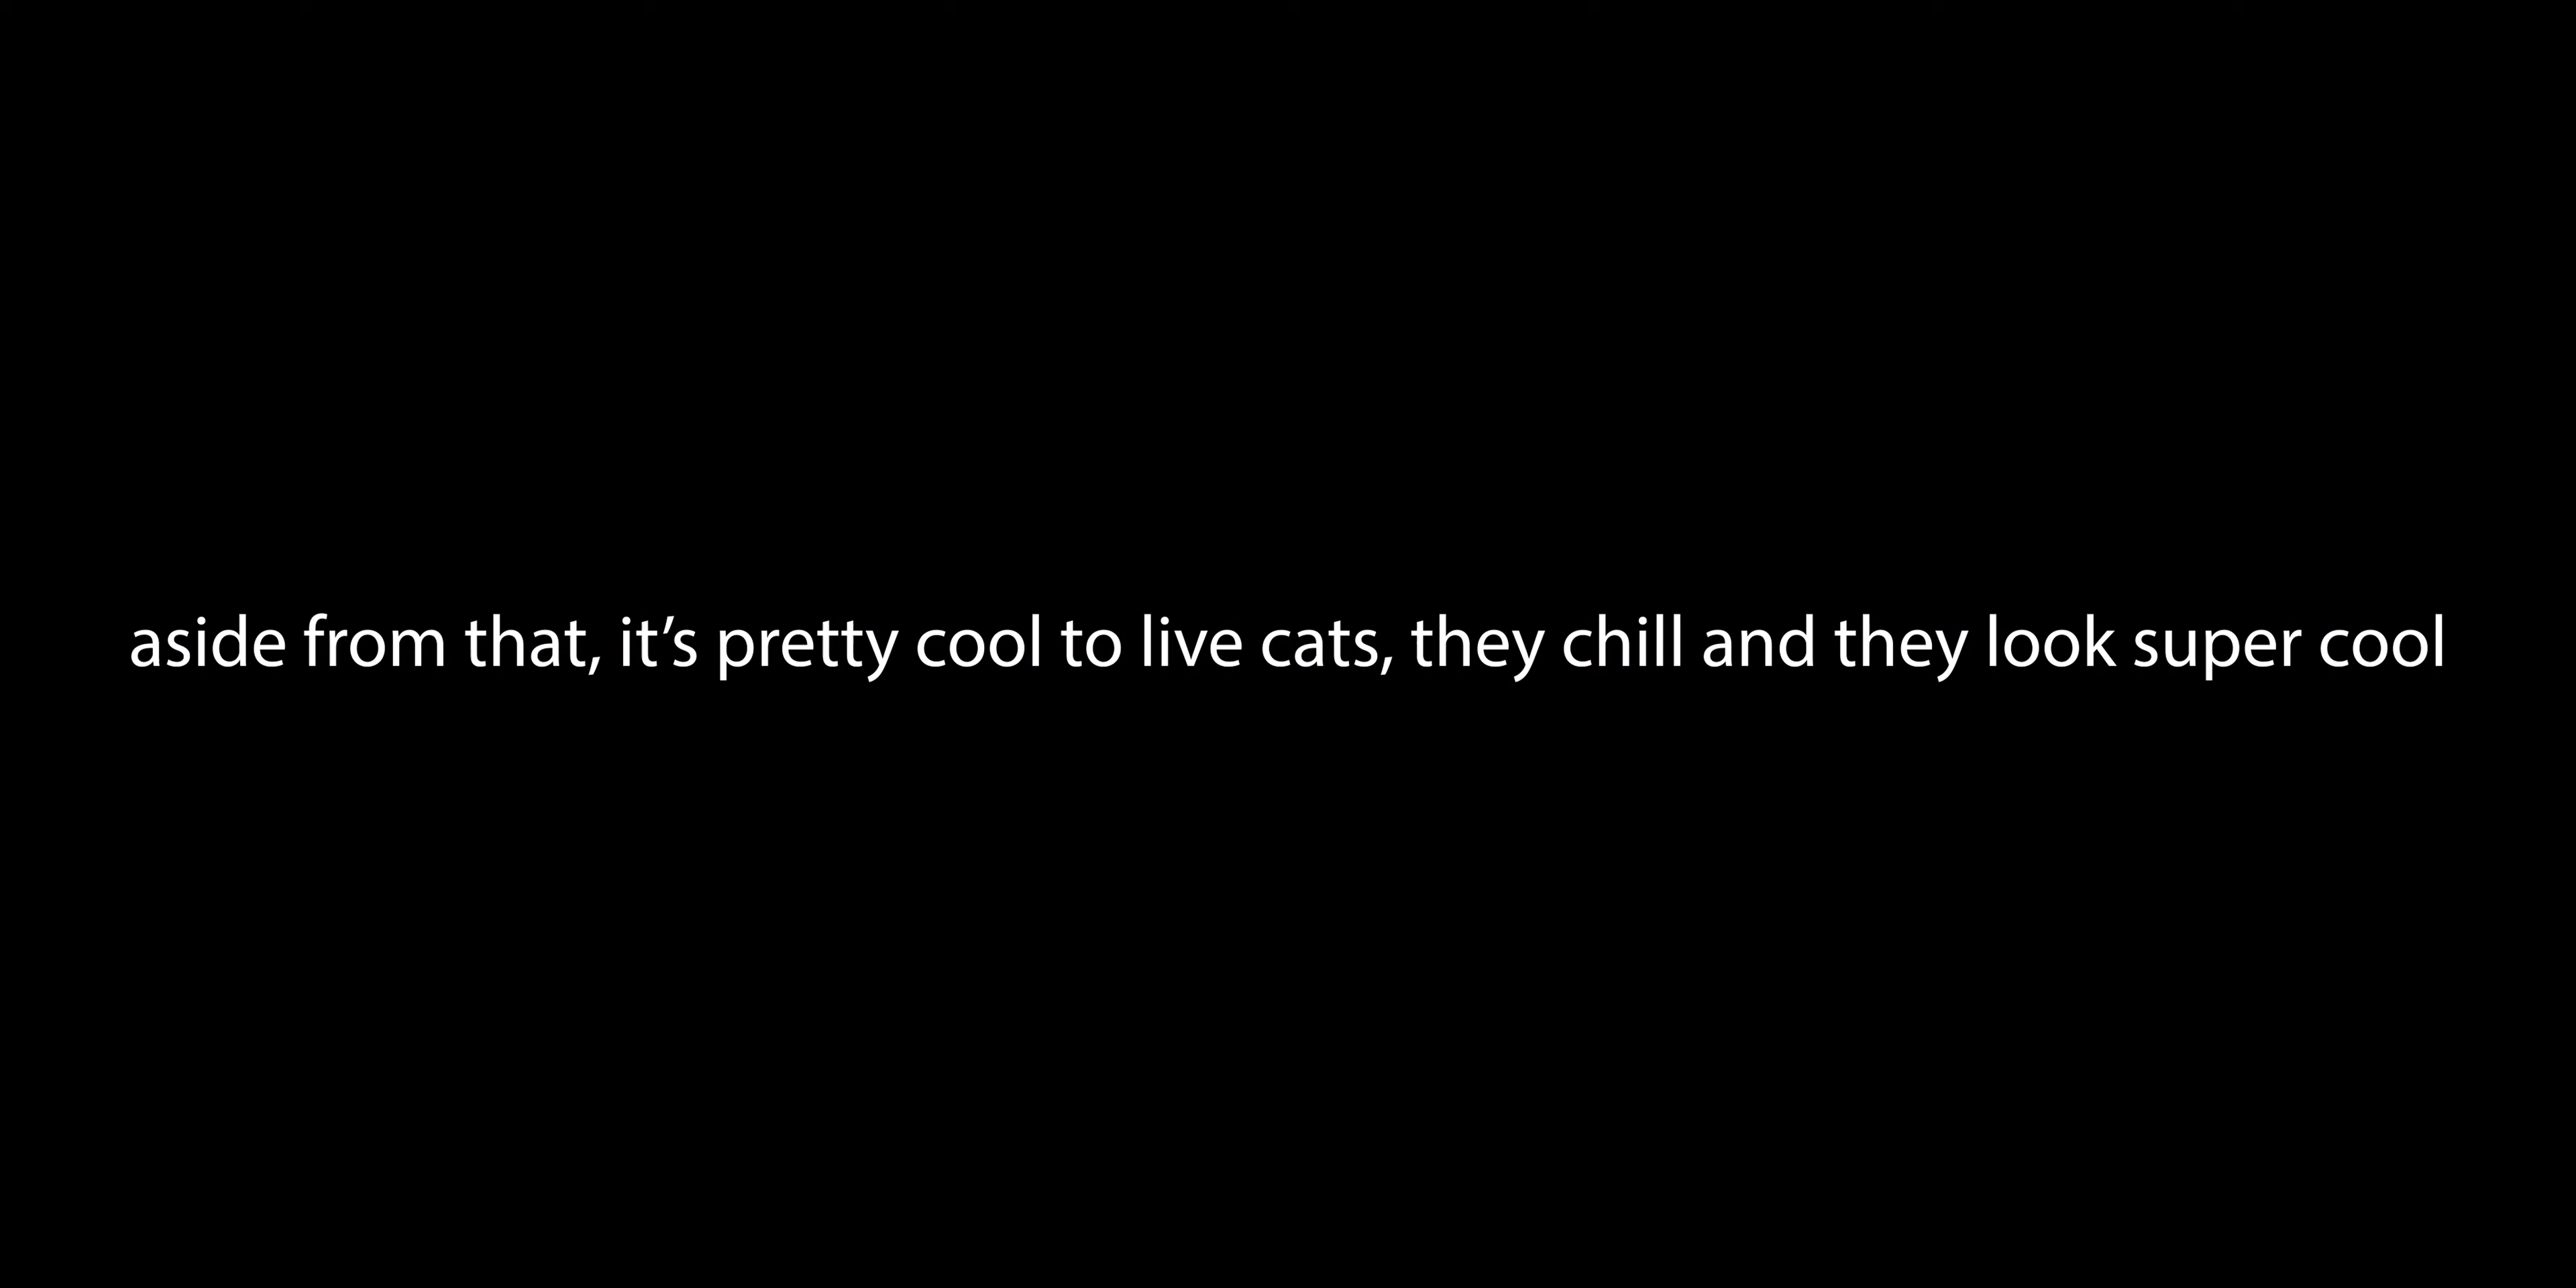 aside from that, it’s pretty cool to live cats, they chill and they look super cool